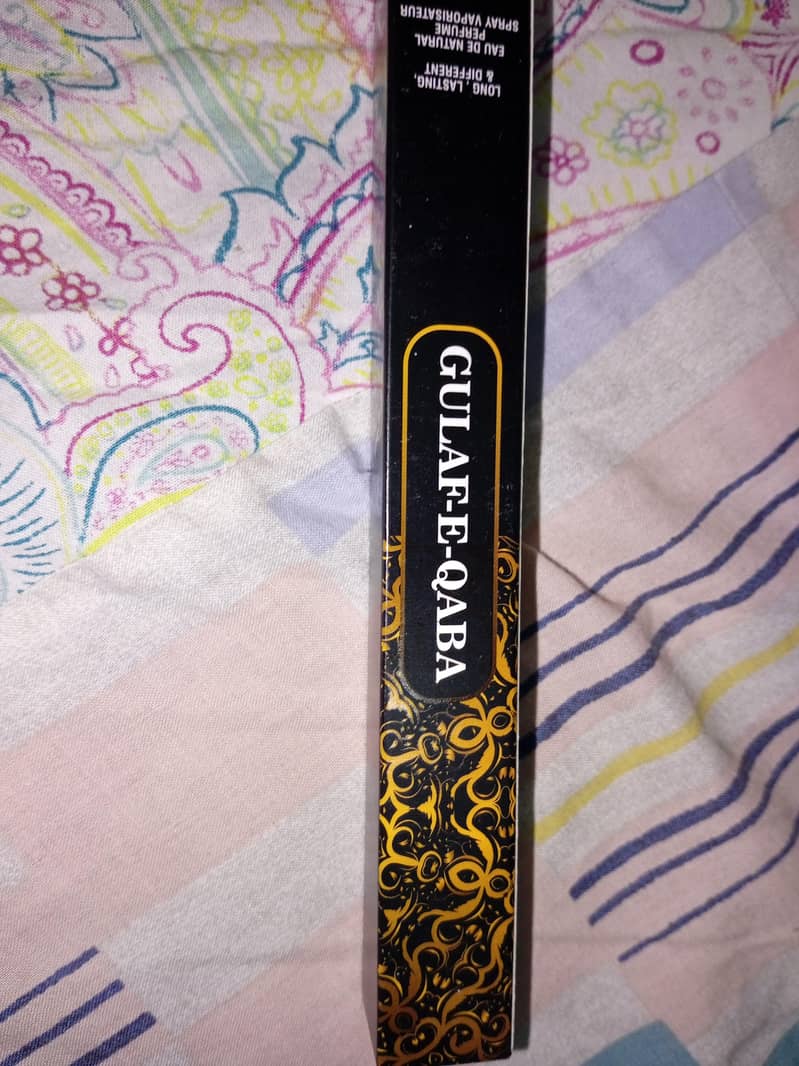 LONG , LASTING,
& DIFFERENT
EAU DE NATURAL
PERFUME
SPRAY VAPORISATEUR
GULAF-E-QABA